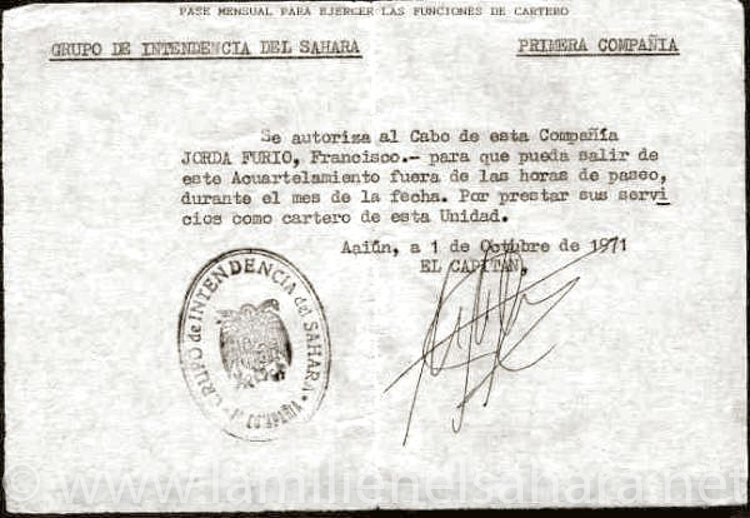 PASE MENSUAL PARA EJERCER LAS FUNCIONES DE CARTERO
GRUPO DE INTENDENCIA DEL SAHARA PRIMERA COMPAÑIA
Se autoriza al Cabo de esta Compañía
JORDA FURIO, Francisco.- para que pueda salir de
este Acuartelamiento fuera de las horas de paseo,
durante el mes de la fecha. Por prestar sus servi
cios como cartero de esta Unidad.
Aaiún, a 1 de Octubre de 1971
EL CAPITAN,
GRUPO de INTENDENCIA del SAHARA
© www.lamilienelsahara.net